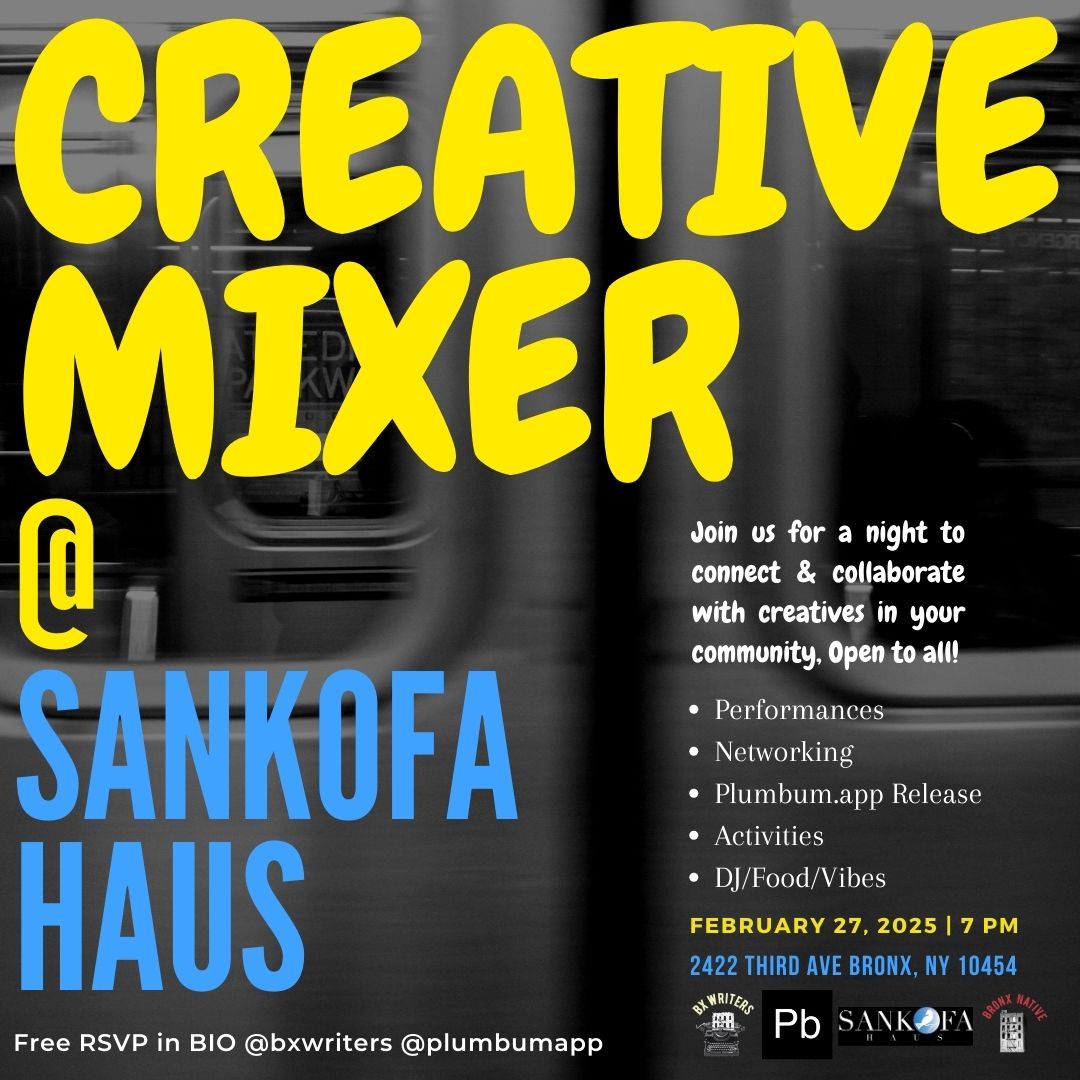 CREATIVE
MIXER
@
SANKOFA
HAUS
Join us for a night to
connect & collaborate
with creatives in your
community, Open to all!
• Performances
• Networking
• Plumbum.app Release
• Activities
• DJ/Food/Vibes
FEBRUARY 27, 2025 | 7 PM
2422 THIRD AVE BRONX, NY 10454
BX WRITERS
Pb
SANKOFA
HAUS
BRONX NATIVE
Free RSVP in BIO @bxwriters @plumbumapp